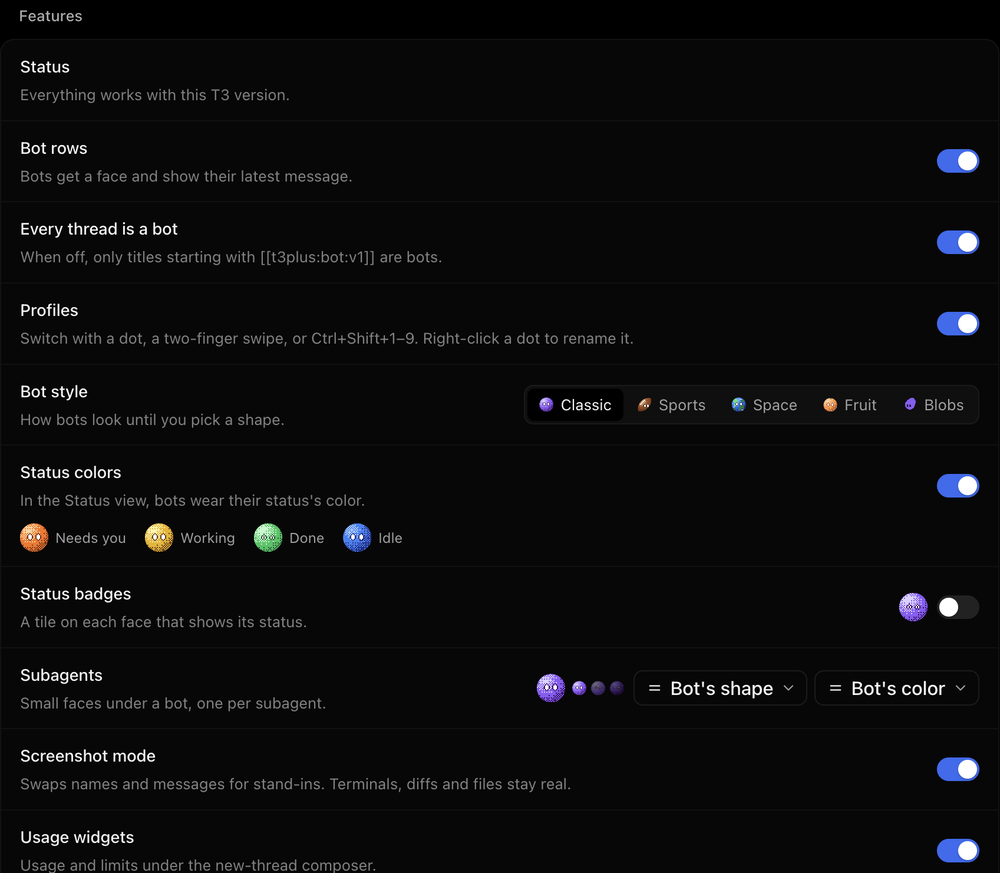 Features
Status
Everything works with this T3 version.
Bot rows
Bots get a face and show their latest message.
Every thread is a bot
When off, only titles starting with [[t3plus:bot:v1]] are bots.
Profiles
Switch with a dot, a two-finger swipe, or Ctrl+Shift+1–9. Right-click a dot to rename it.
Bot style
How bots look until you pick a shape.
Classic Sports Space Fruit Blobs
Status colors
In the Status view, bots wear their status's color.
Needs you Working Done Idle
Status badges
A tile on each face that shows its status.
Subagents
Small faces under a bot, one per subagent.
= Bot's shape = Bot's color
Screenshot mode
Swaps names and messages for stand-ins. Terminals, diffs and files stay real.
Usage widgets
Usage and limits under the new-thread composer.